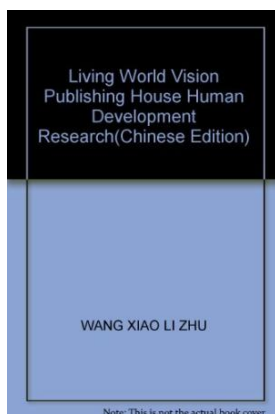 Living World Vision
Publishing House Human
Development
Research(Chinese Edition)
WANG XIAO LI ZHU
Note: This is not the actual book cover